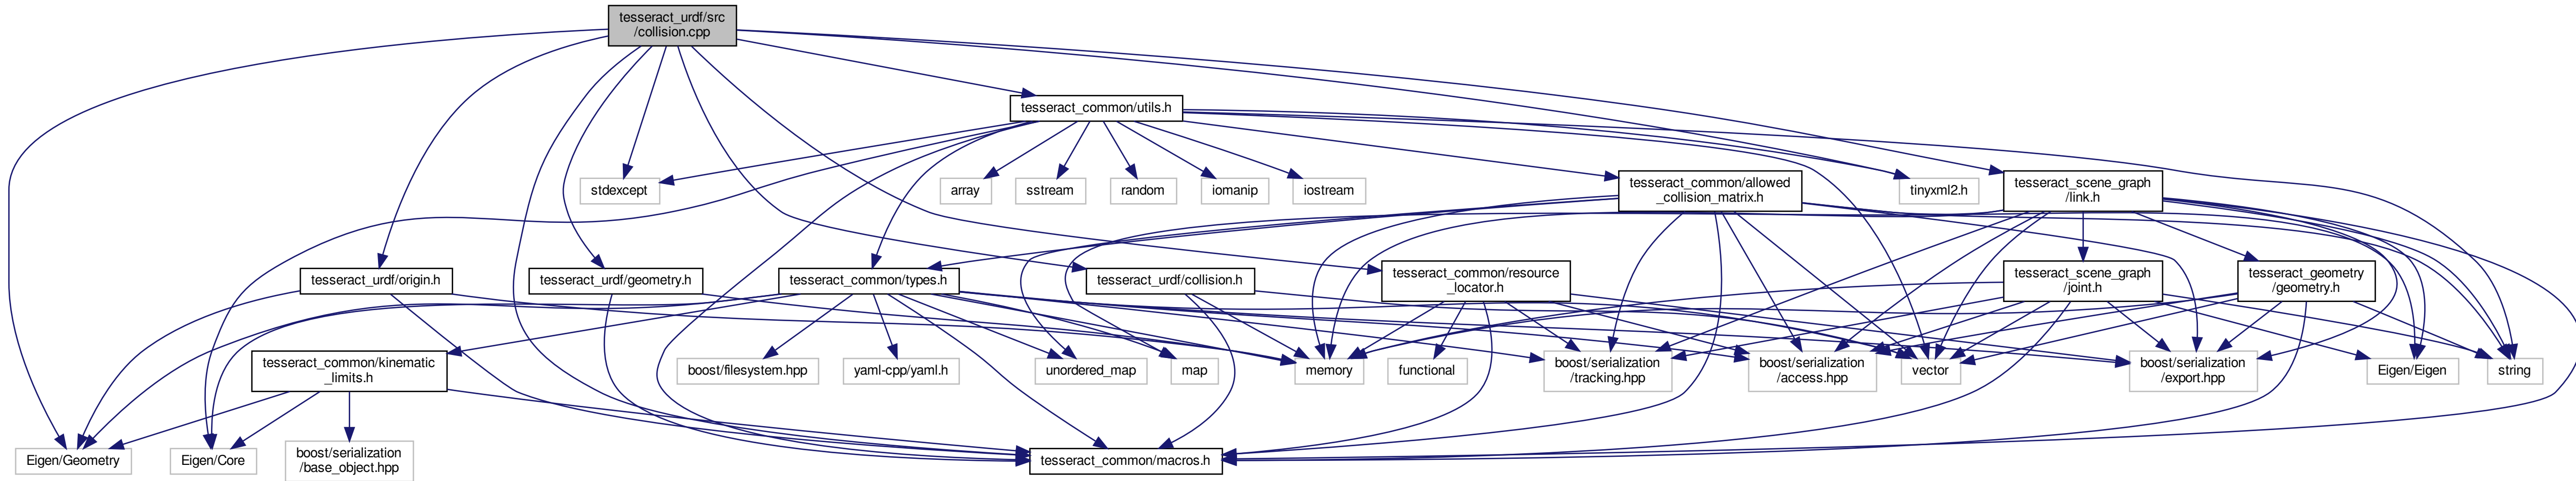 tesseract_urdf/src
/collision.cpp
tesseract_common/utils.h
stdexcept
array
sstream
random
iomanip
iostream
tesseract_common/allowed
_collision_matrix.h
tinyxml2.h
tesseract_scene_graph
/link.h
tesseract_urdf/origin.h
tesseract_urdf/geometry.h
tesseract_common/types.h
tesseract_urdf/collision.h
tesseract_common/resource
_locator.h
tesseract_scene_graph
/joint.h
tesseract_geometry
/geometry.h
tesseract_common/kinematic
_limits.h
boost/filesystem.hpp
yaml-cpp/yaml.h
unordered_map
map
memory
functional
boost/serialization
/tracking.hpp
boost/serialization
/access.hpp
vector
boost/serialization
/export.hpp
Eigen/Eigen
string
Eigen/Geometry
Eigen/Core
boost/serialization
/base_object.hpp
tesseract_common/macros.h